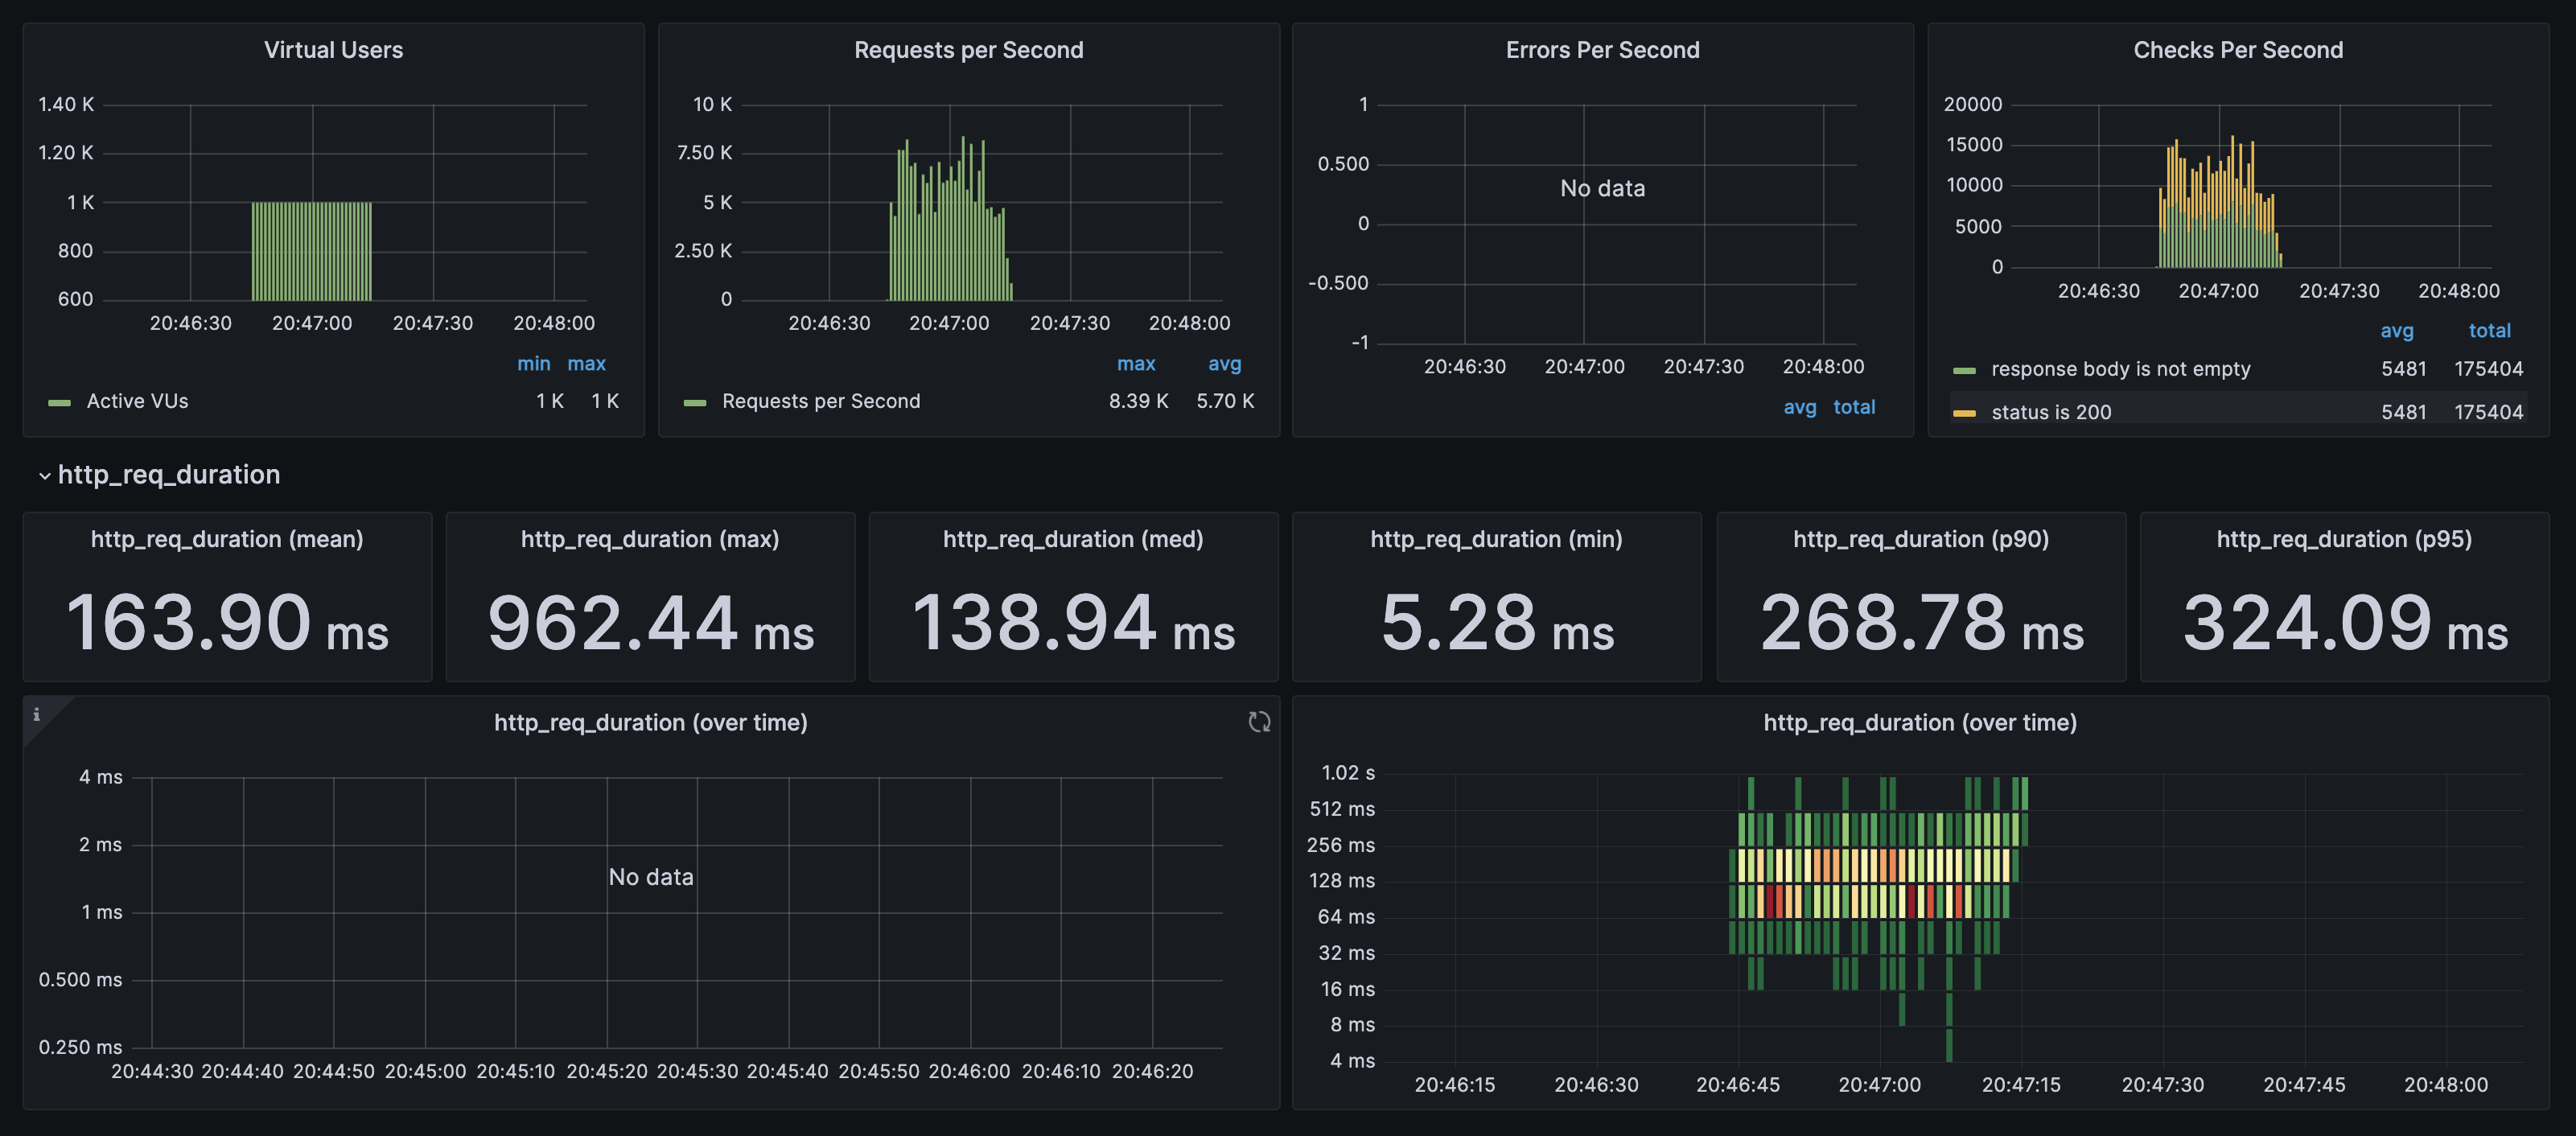 Virtual Users
1.40 K
1.20 K
1 K
800
600
20:46:30 20:47:00 20:47:30 20:48:00
min max
Active VUs 1 K 1 K
Requests per Second
10 K
7.50 K
5 K
2.50 K
0
20:46:30 20:47:00 20:47:30 20:48:00
max avg
Requests per Second 8.39 K 5.70 K
Errors Per Second
1
0.500
No data
0
-0.500
-1
20:46:30 20:47:00 20:47:30 20:48:00
avg total
Checks Per Second
20000
15000
10000
5000
0
20:46:30 20:47:00 20:47:30 20:48:00
avg total
response body is not empty 5481 175404
status is 200 5481 175404
http_req_duration
http_req_duration (mean)
163.90 ms
http_req_duration (max)
962.44 ms
http_req_duration (med)
138.94 ms
http_req_duration (min)
5.28 ms
http_req_duration (p90)
268.78 ms
http_req_duration (p95)
324.09 ms
i
http_req_duration (over time)
4 ms
2 ms
No data
1 ms
0.500 ms
0.250 ms
20:44:30 20:44:40 20:44:50 20:45:00 20:45:10 20:45:20 20:45:30 20:45:40 20:45:50 20:46:00 20:46:10 20:46:20
http_req_duration (over time)
1.02 s
512 ms
256 ms
128 ms
64 ms
32 ms
16 ms
8 ms
4 ms
20:46:15 20:46:30 20:46:45 20:47:00 20:47:15 20:47:30 20:47:45 20:48:00